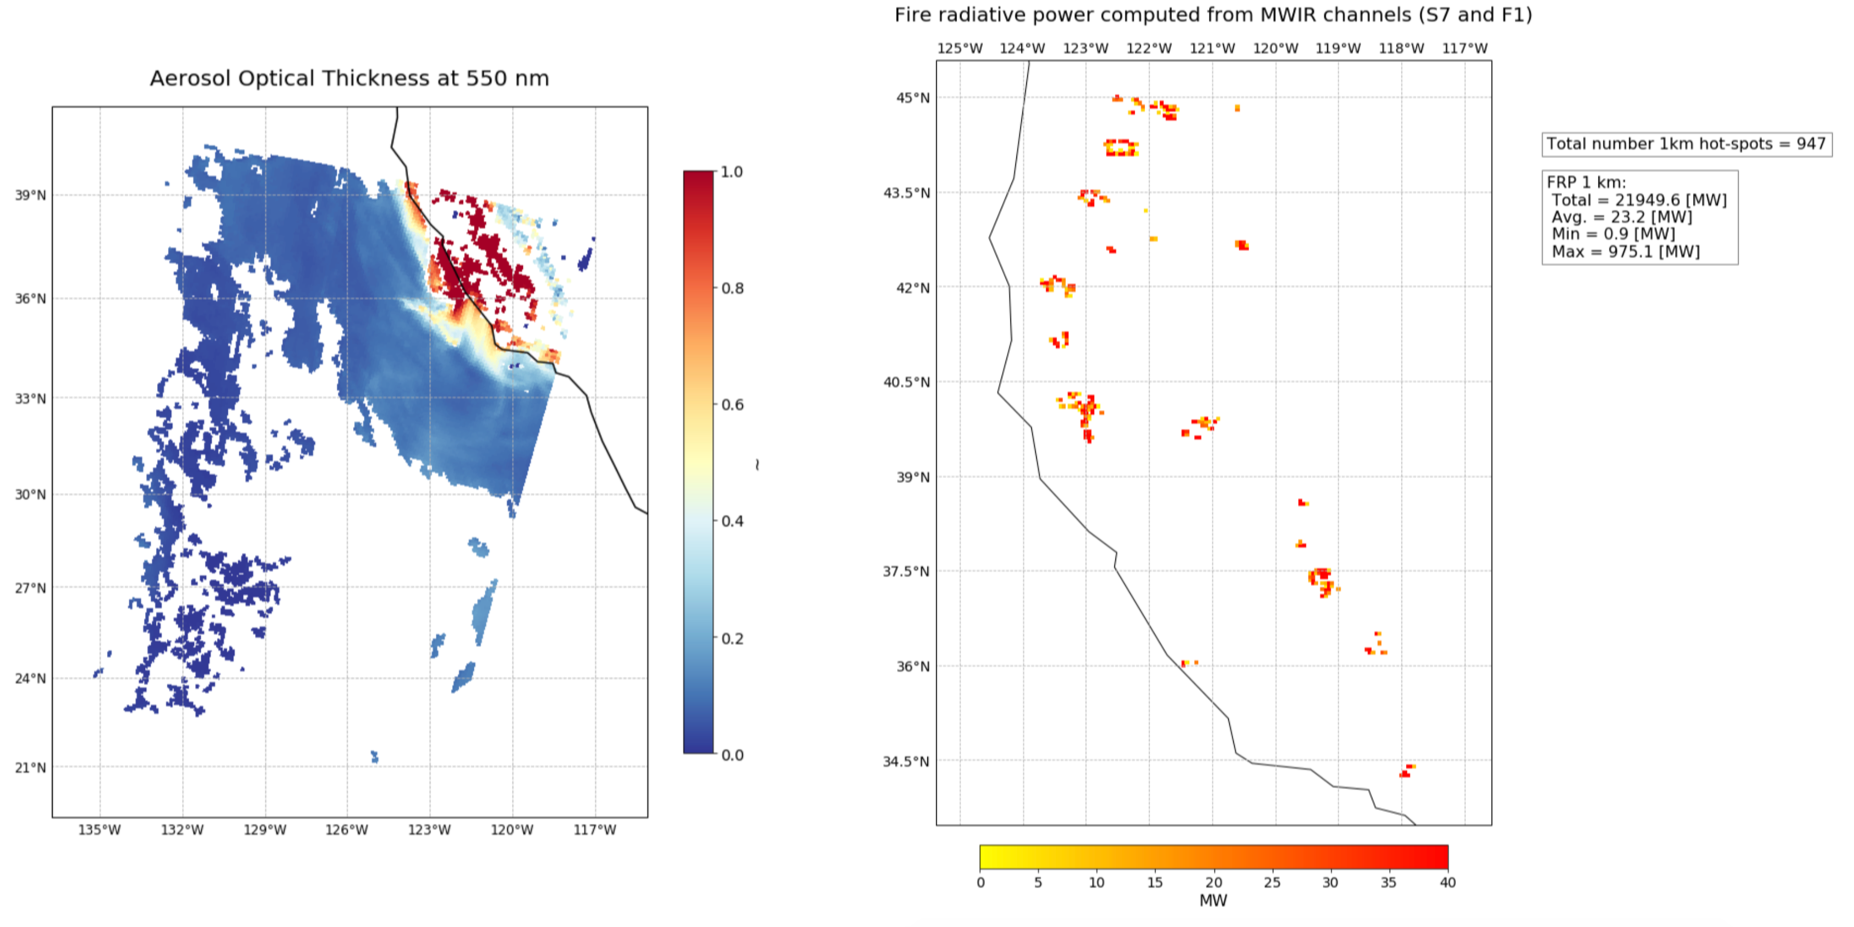 Aerosol Optical Thickness at 550 nm
39°N
36°N
33°N
30°N
27°N
24°N
21°N
135°W 132°W 129°W 126°W 123°W 120°W 117°W
1.0
0.8
0.6
0.4
0.2
0.0
≀
Fire radiative power computed from MWIR channels (S7 and F1)
125°W 124°W 123°W 122°W 121°W 120°W 119°W 118°W 117°W
45°N
43.5°N
42°N
40.5°N
39°N
37.5°N
36°N
34.5°N
0 5 10 15 20 25 30 35 40
MW
Total number 1km hot-spots = 947
FRP 1 km:
Total = 21949.6 [MW]
Avg. = 23.2 [MW]
Min = 0.9 [MW]
Max = 975.1 [MW]